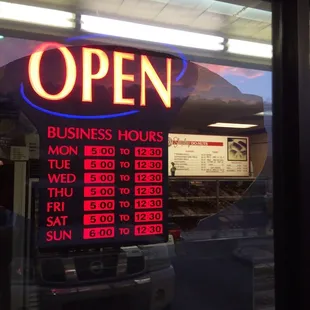 OPEN
BUSINESS HOURS
MON 5:00 TO 12:30
TUE 5:00 TO 12:30
WED 5:00 TO 12:30
THU 5:00 TO 12:30
FRI 5:00 TO 12:30
SAT 5:00 TO 12:30
SUN 6:00 TO 12:30
DONUTS